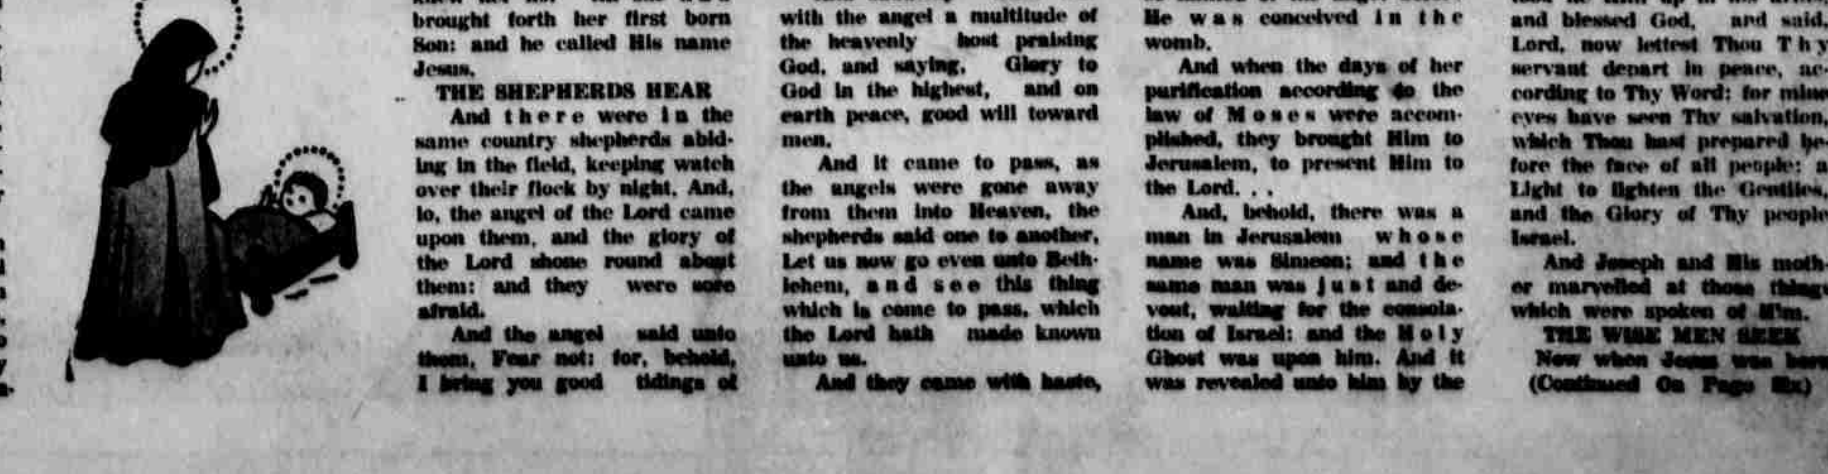 brought forth her first born
Son: and he called His name
Jesus.
THE SHEPHERDS HEAR
And there were in the
same country shepherds abid-
ing in the field, keeping watch
over their flock by night. And,
lo, the angel of the Lord came
upon them, and the glory of
the Lord shone round about
them: and they were sore
afraid.
And the angel said unto
them, Fear not: for, behold,
I bring you good tidings of
with the angel a multitude of
the heavenly host praising
God, and saying, Glory to
God in the highest, and on
earth peace, good will toward
men.
And it came to pass, as
the angels were gone away
from them into Heaven, the
shepherds said one to another,
Let us now go even unto Beth-
lehem, and see this thing
which is come to pass, which
the Lord hath made known
unto us.
And they came with haste,
He was conceived in the
womb.
And when the days of her
purification according to the
law of Moses were accom-
plished, they brought Him to
Jerusalem, to present Him to
the Lord. . .
And, behold, there was a
man in Jerusalem whose
name was Simeon; and the
same man was just and de-
vout, waiting for the consola-
tion of Israel: and the Holy
Ghost was upon him. And it
was revealed unto him by the
and blessed God, and said,
Lord, now lettest Thou Thy
servant depart in peace, ac-
cording to Thy Word: for mine
eyes have seen Thy salvation,
which Thou hast prepared be-
fore the face of all people: a
Light to lighten the Gentiles,
and the Glory of Thy people
Israel.
And Joseph and His moth-
er marvelled at those things
which were spoken of Him.
THE WISE MEN SEEK
Now when Jesus was born
(Continued On Page Six)